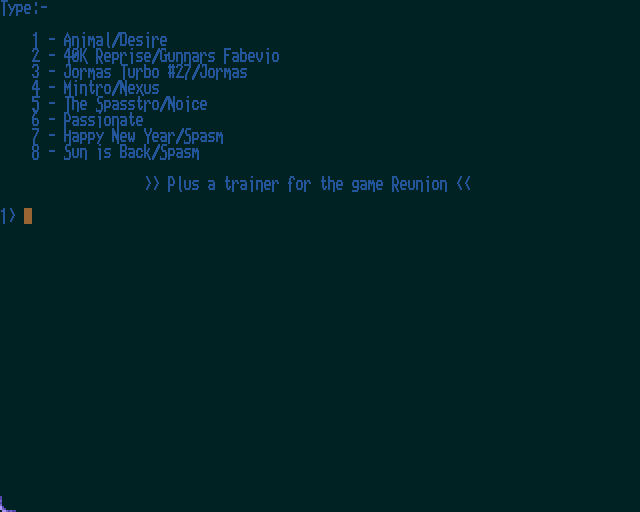 Type:-
1 - Animal/Desire
2 - 40K Reprise/Gunnars Fabevio
3 - Jormas Turbo #27/Jormas
4 - Mintro/Nexus
5 - The Spasstro/Noice
6 - Passionate
7 - Happy New Year/Spasm
8 - Sun is Back/Spasm
>> Plus a trainer for the game Reunion <<
1>